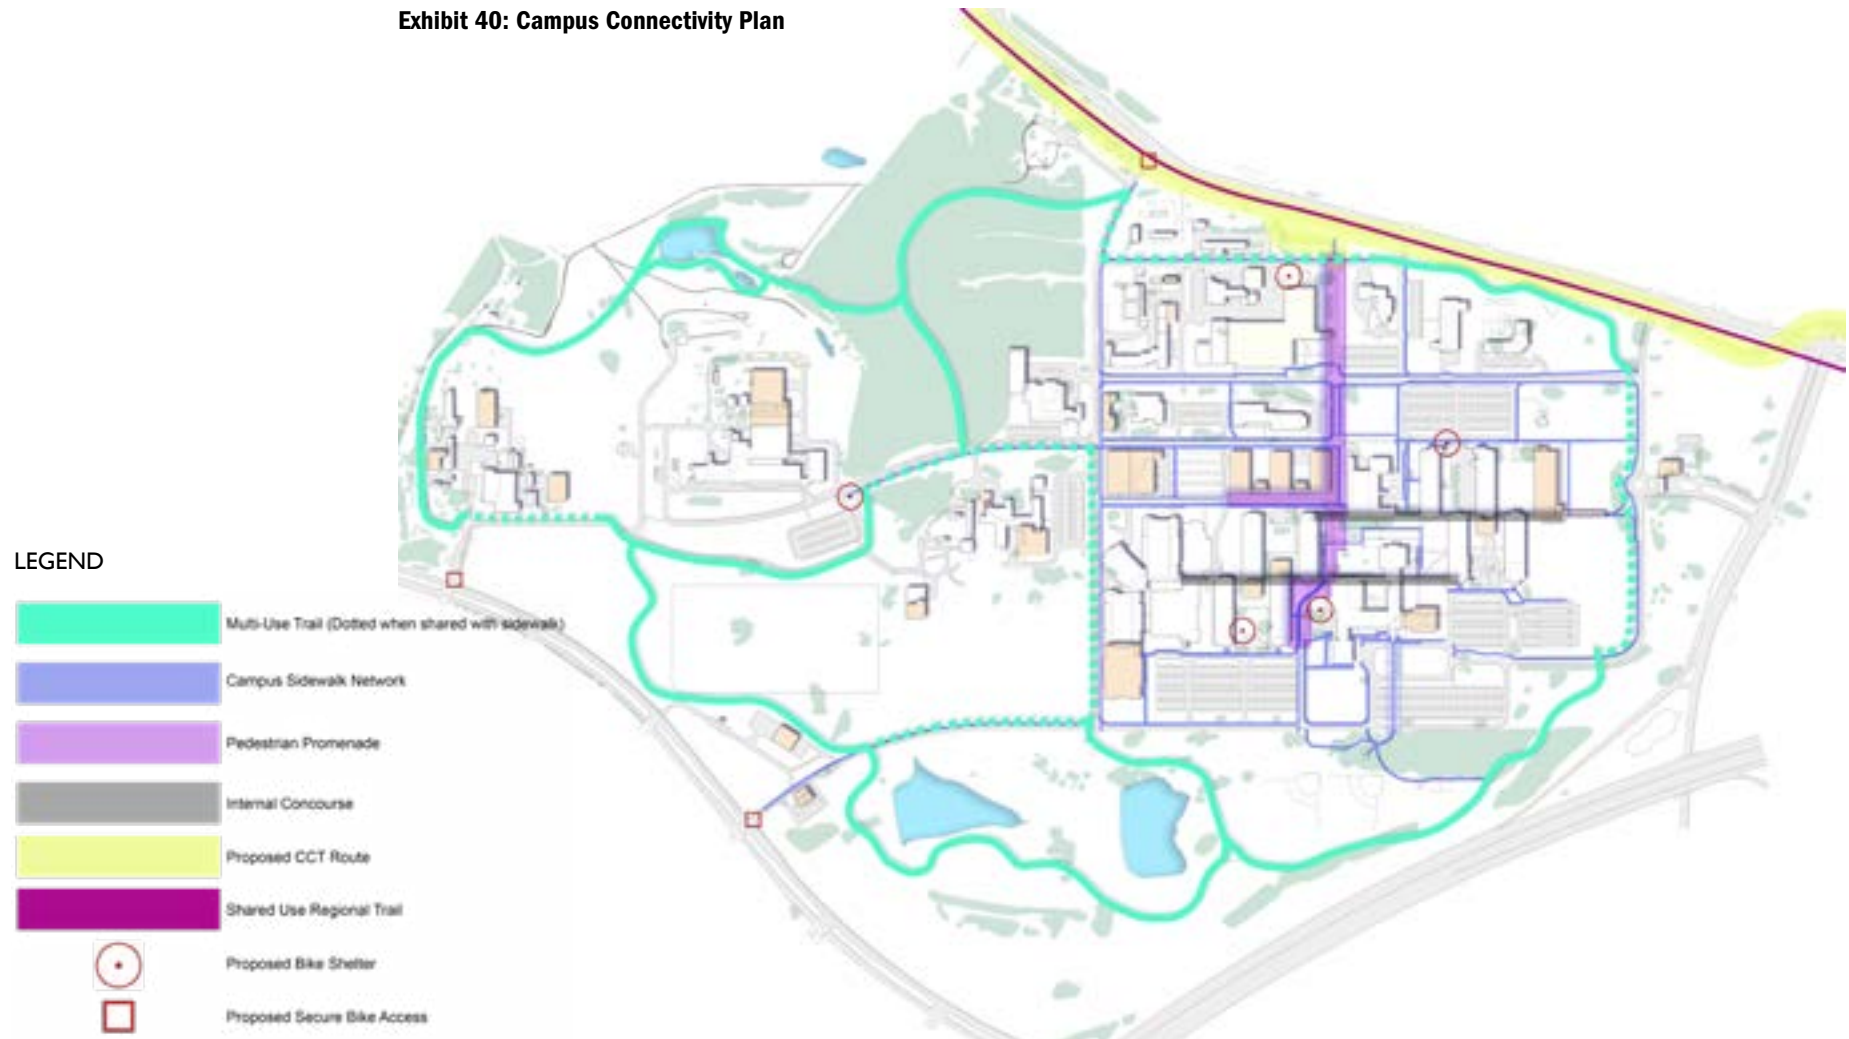 Exhibit 40: Campus Connectivity Plan
LEGEND
Multi-Use Trail (Dotted when shared with sidewalk)
Campus Sidewalk Network
Pedestrian Promenade
Internal Concourse
Proposed CCT Route
Shared Use Regional Trail
Proposed Bike Shelter
Proposed Secure Bike Access